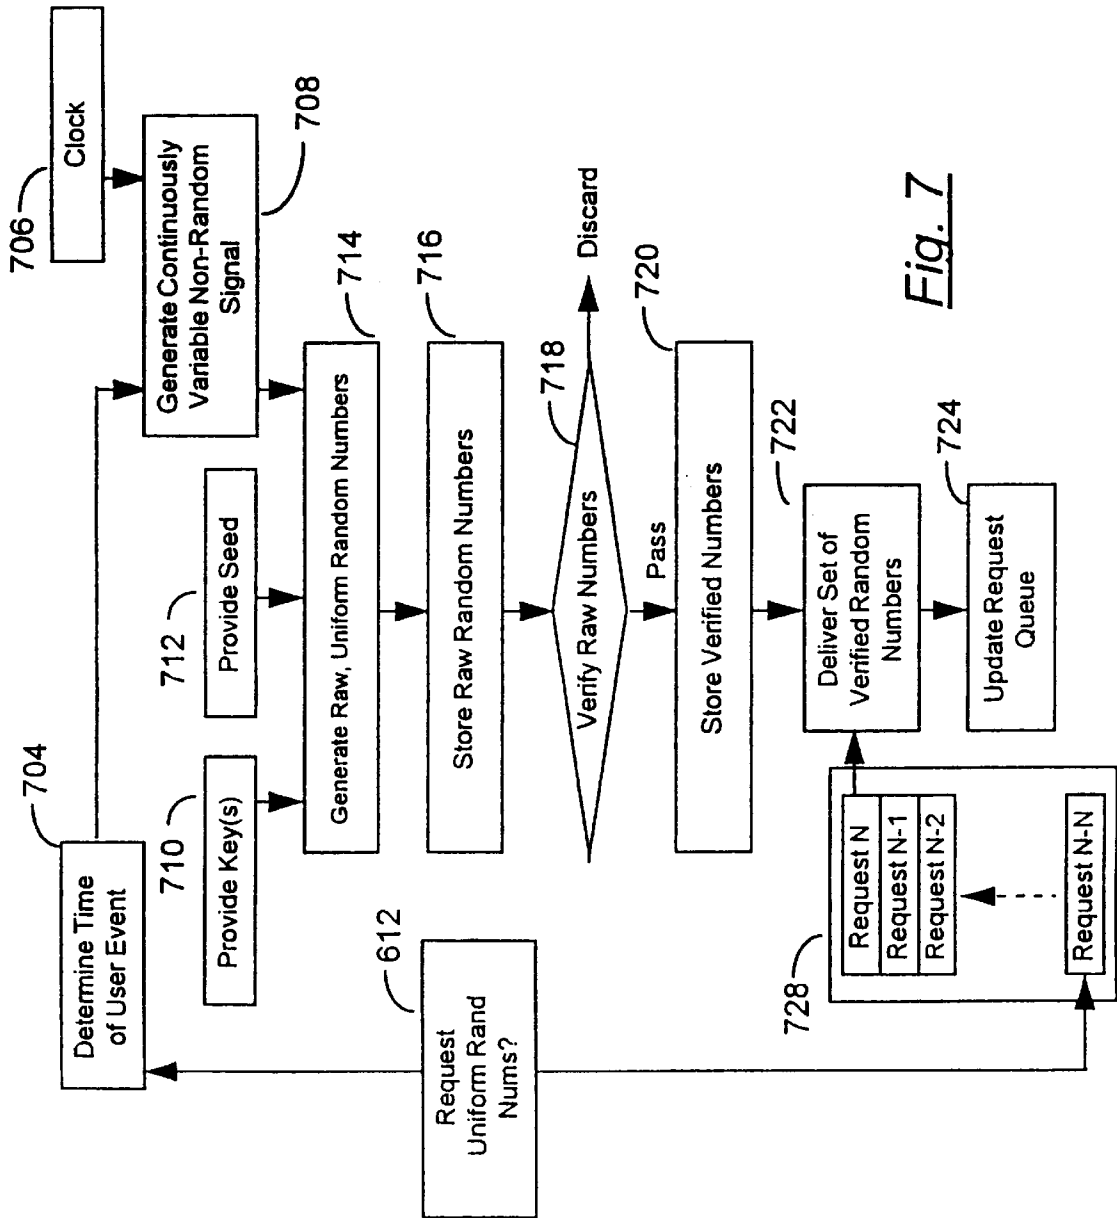 706
Clock
704
Determine Time
of User Event
Generate Continuously
Variable Non-Random
Signal
708
710
Provide Key(s)
712
Provide Seed
Generate Raw, Uniform Random Numbers
714
612
Request
Uniform Rand
Nums?
Store Raw Random Numbers
716
Verify Raw Numbers
718
Discard
Pass
Store Verified Numbers
720
728
Request N
Request N-1
Request N-2
Request N-N
Deliver Set of
Verified Random
Numbers
722
Update Request
Queue
724
Fig. 7